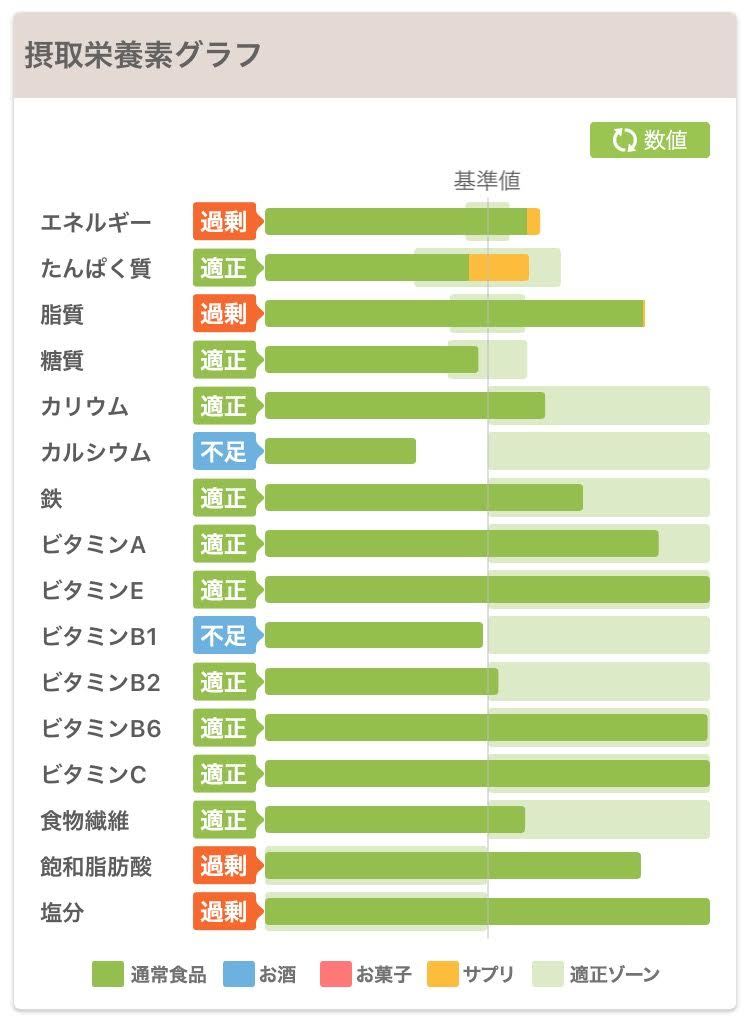 摂取栄養素グラフ
数値
基準値
エネルギー 過剰
たんぱく質 適正
脂質 過剰
糖質 適正
カリウム 適正
カルシウム 不足
鉄 適正
ビタミンA 適正
ビタミンE 適正
ビタミンB1 不足
ビタミンB2 適正
ビタミンB6 適正
ビタミンC 適正
食物繊維 適正
飽和脂肪酸 過剰
塩分 過剰
通常食品 お酒 お菓子 サプリ 適正ゾーン